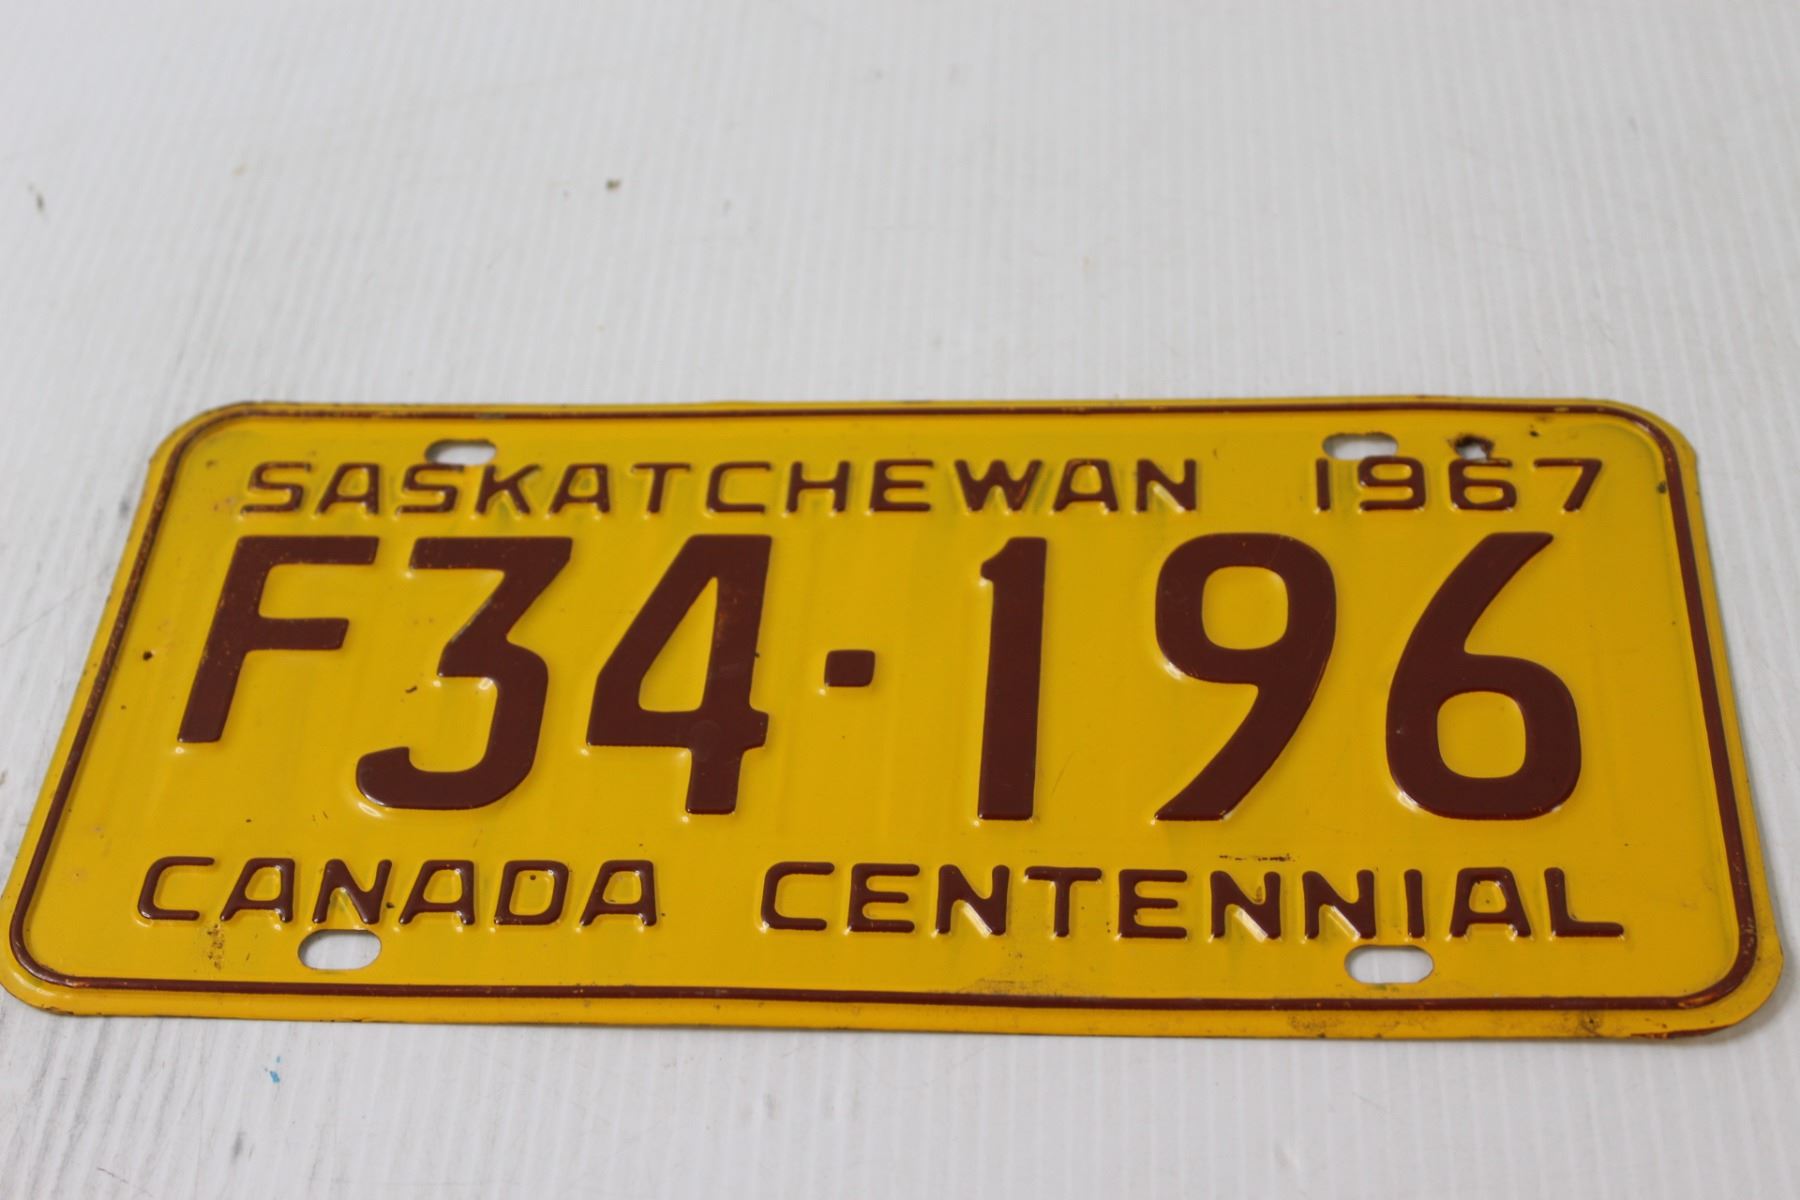 SASKATCHEWAN 1967
F34·196
CANADA CENTENNIAL